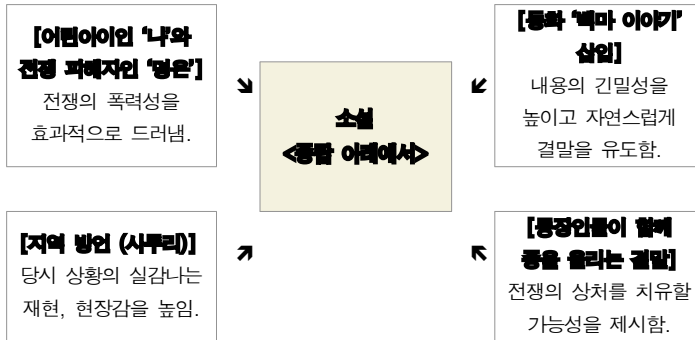 [어린아이인 ‘나’와
전쟁 피해자인 ‘명은’]
전쟁의 폭력성을
효과적으로 드러냄.
[동화 ‘백마 이야기’
삽입]
내용의 긴밀성을
높이고 자연스럽게
결말을 유도함.
소설
<종탑 아래에서>
[지역 방언 (사투리)]
당시 상황의 실감나는
재현, 현장감을 높임.
[등장인물이 함께
종을 울리는 결말]
전쟁의 상처를 치유할
가능성을 제시함.